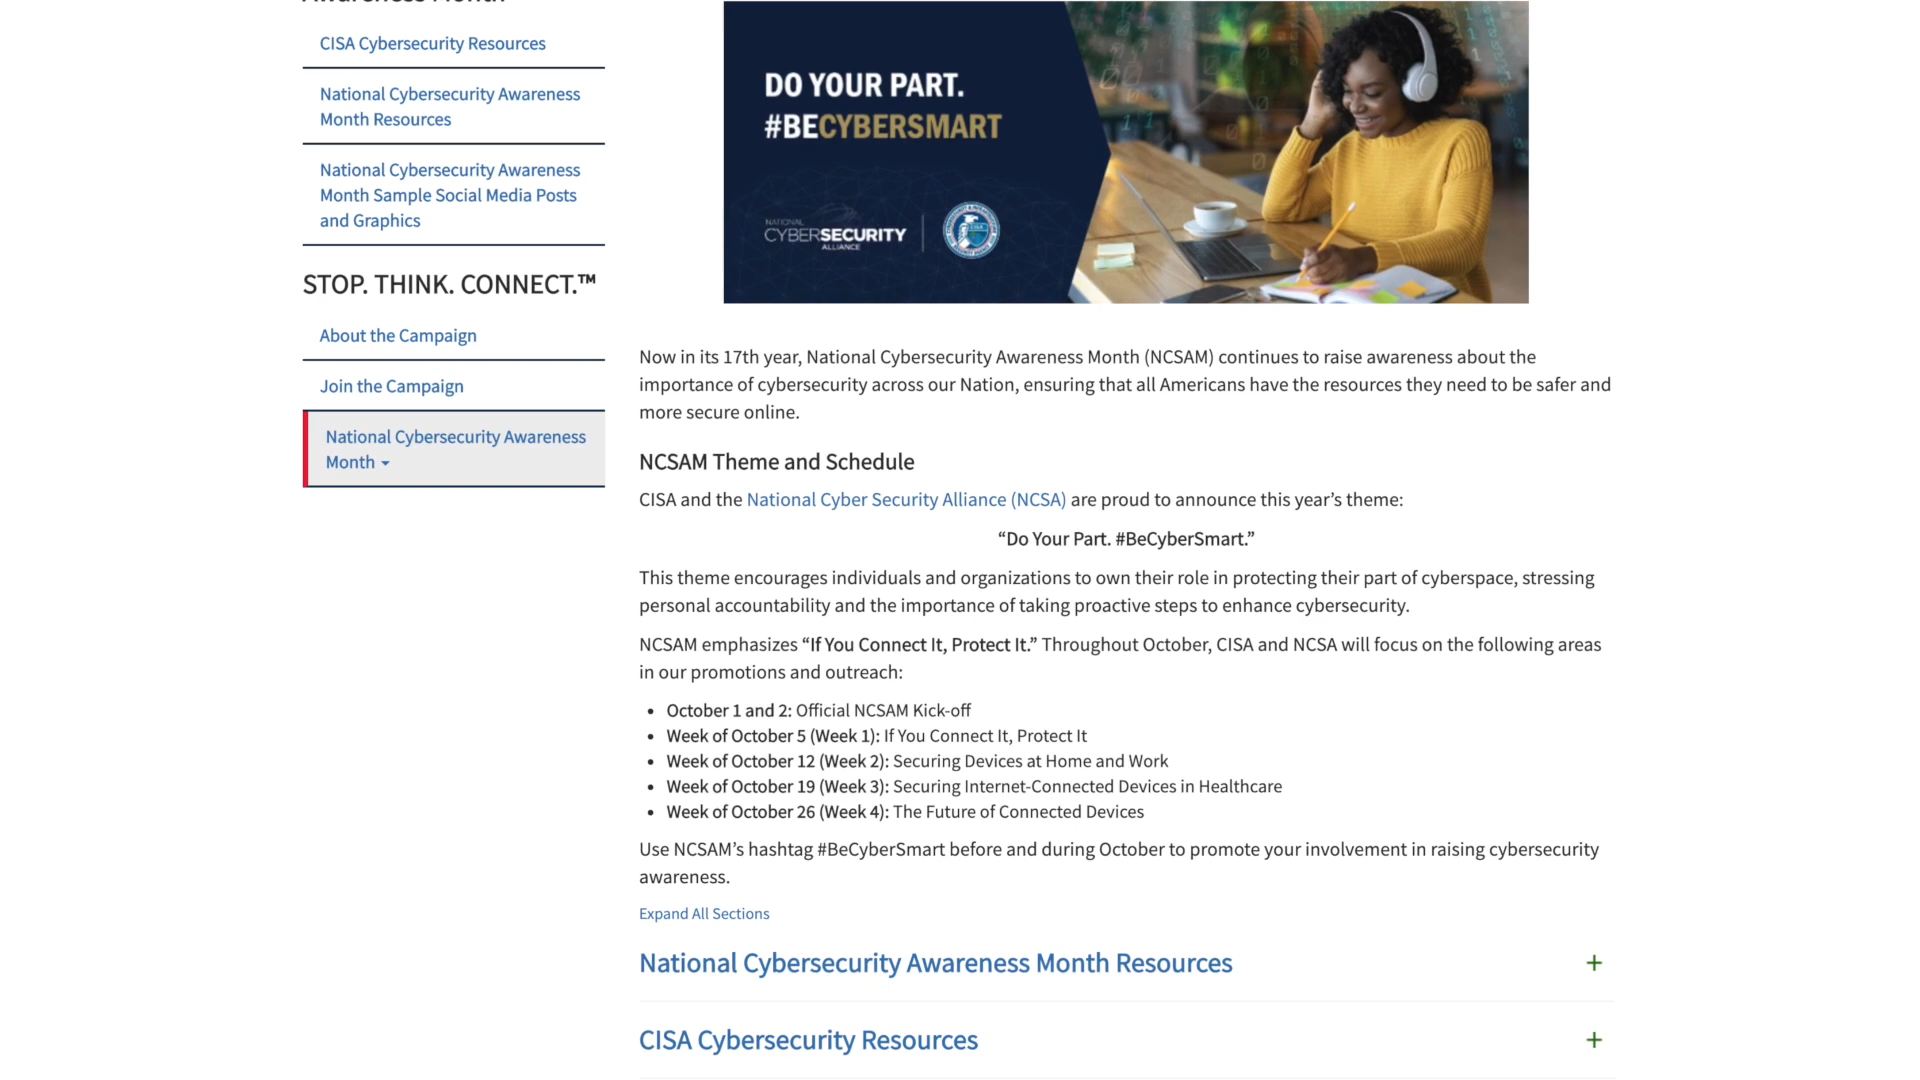 Awareness Month
CISA Cybersecurity Resources
National Cybersecurity Awareness
Month Resources
National Cybersecurity Awareness
Month Sample Social Media Posts
and Graphics
STOP. THINK. CONNECT.™
About the Campaign
Join the Campaign
National Cybersecurity Awareness
Month
DO YOUR PART.
#BECYBERSMART
NATIONAL
CYBERSECURITY
ALLIANCE
Now in its 17th year, National Cybersecurity Awareness Month (NCSAM) continues to raise awareness about the
importance of cybersecurity across our Nation, ensuring that all Americans have the resources they need to be safer and
more secure online.
NCSAM Theme and Schedule
CISA and the National Cyber Security Alliance (NCSA) are proud to announce this year’s theme:
“Do Your Part. #BeCyberSmart.”
This theme encourages individuals and organizations to own their role in protecting their part of cyberspace, stressing
personal accountability and the importance of taking proactive steps to enhance cybersecurity.
NCSAM emphasizes “If You Connect It, Protect It.” Throughout October, CISA and NCSA will focus on the following areas
in our promotions and outreach:
• October 1 and 2: Official NCSAM Kick-off
• Week of October 5 (Week 1): If You Connect It, Protect It
• Week of October 12 (Week 2): Securing Devices at Home and Work
• Week of October 19 (Week 3): Securing Internet-Connected Devices in Healthcare
• Week of October 26 (Week 4): The Future of Connected Devices
Use NCSAM’s hashtag #BeCyberSmart before and during October to promote your involvement in raising cybersecurity
awareness.
Expand All Sections
National Cybersecurity Awareness Month Resources +
CISA Cybersecurity Resources +